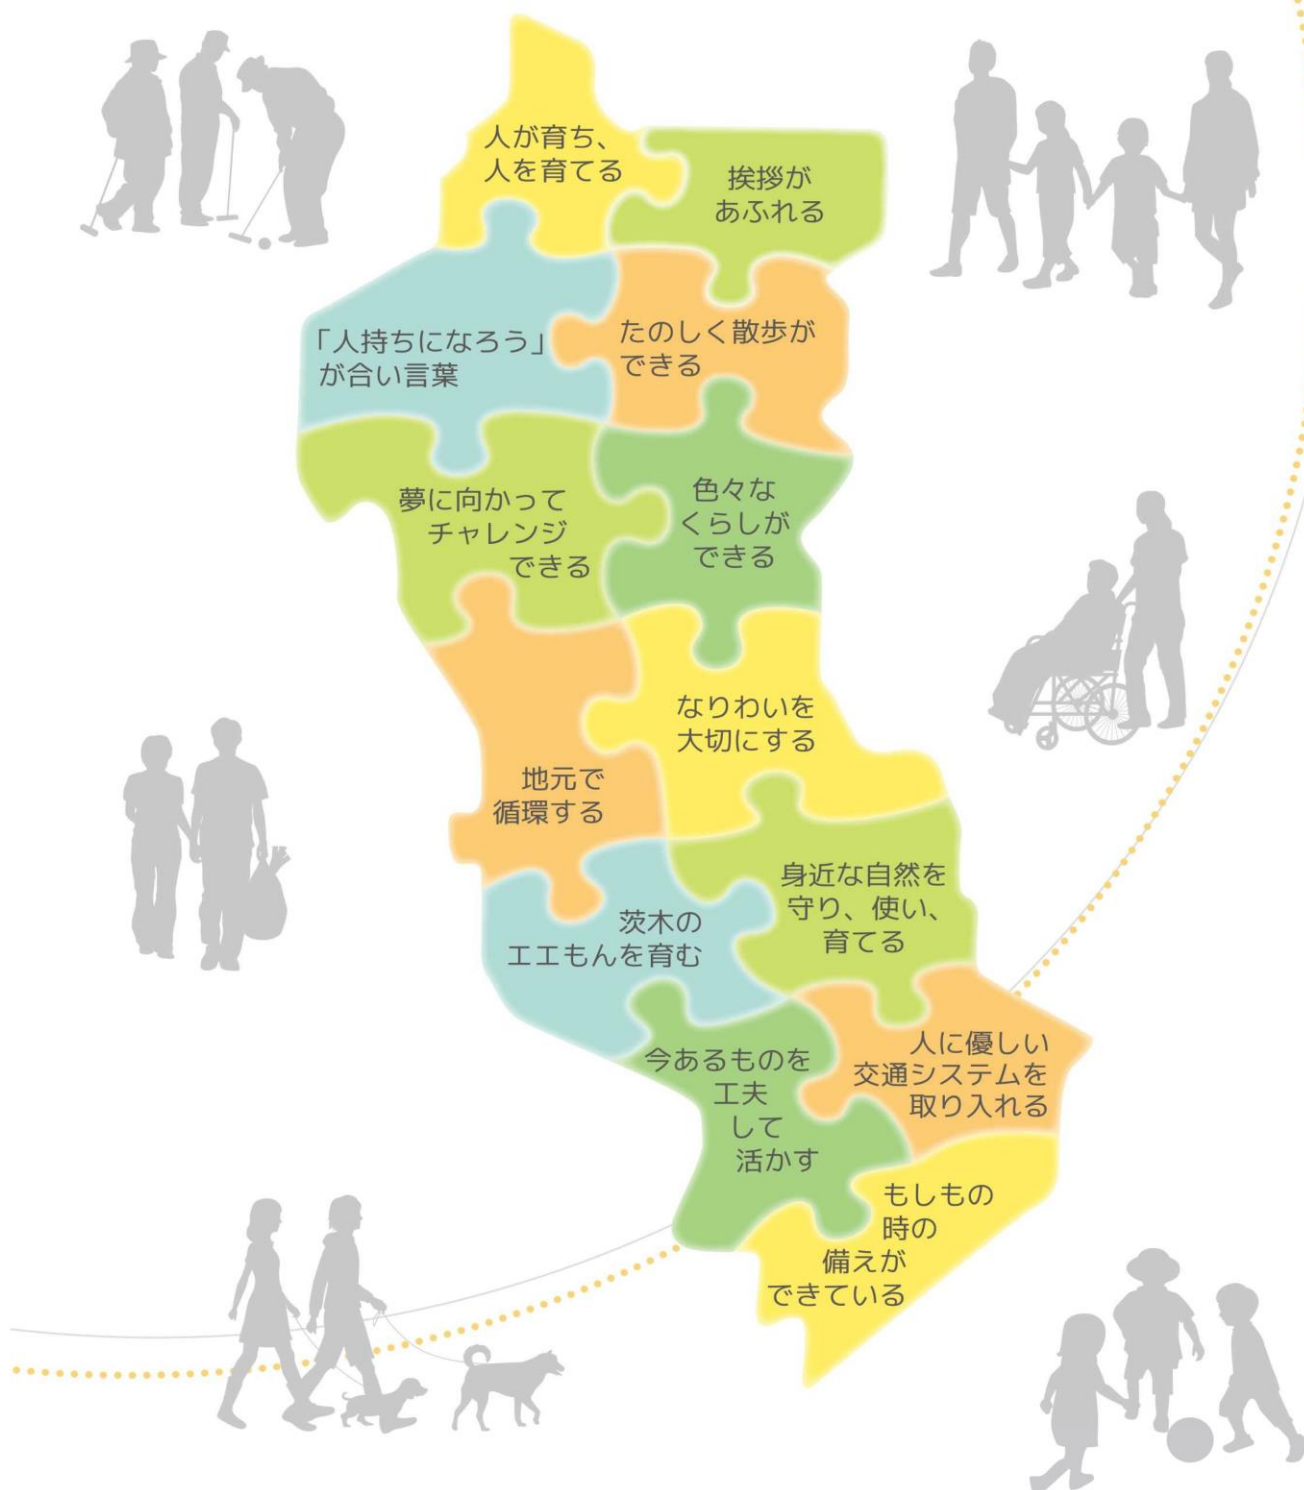 人が育ち、
人を育てる
挨拶が
あふれる
「人持ちになろう」
が合い言葉
たのしく散歩が
できる
夢に向かって
チャレンジ
できる
色々な
くらしが
できる
なりわいを
大切にする
地元で
循環する
身近な自然を
守り、使い、
育てる
茨木の
エエもんを育む
人に優しい
交通システムを
取り入れる
今あるものを
工夫
して
活かす
もしもの
時の
備えが
できている